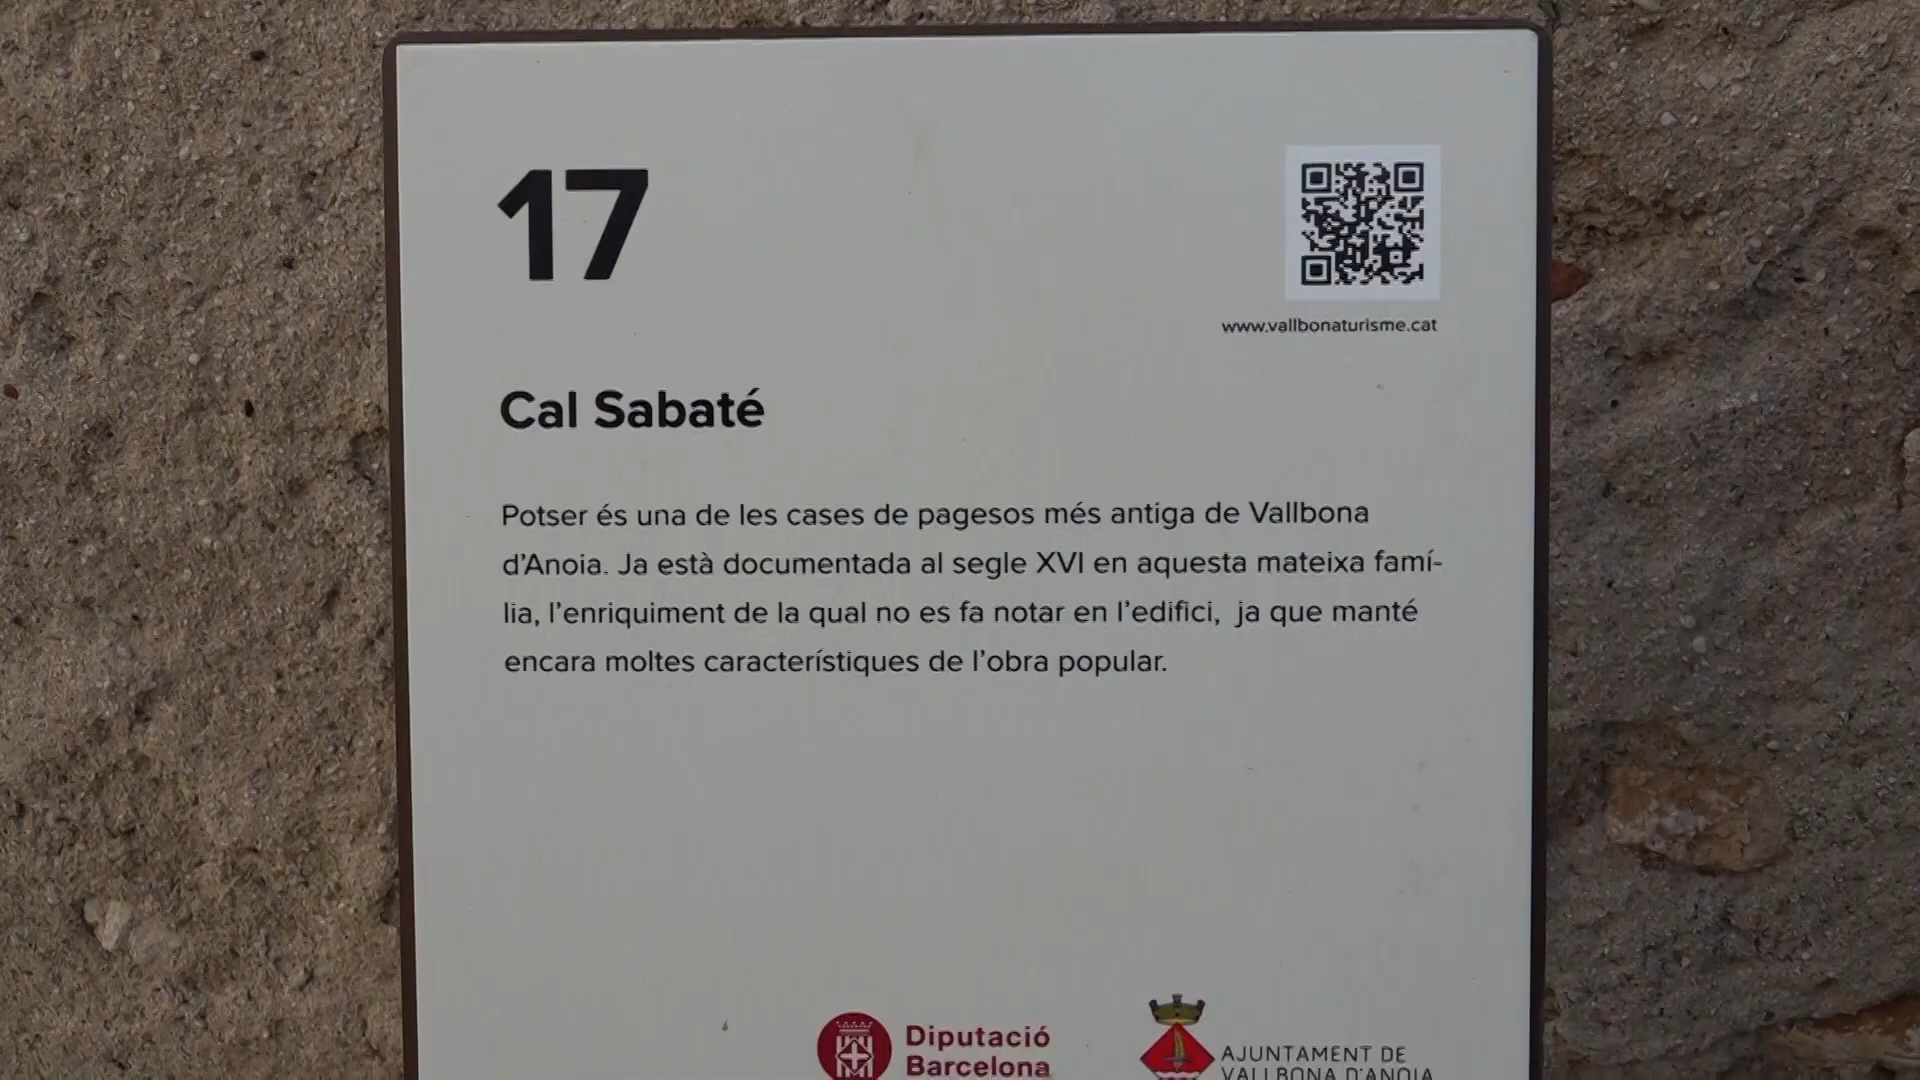 17
www.vallbonaturisme.cat
Cal Sabaté
Potser és una de les cases de pagesos més antiga de Vallbona
d'Anoia. Ja està documentada al segle XVI en aquesta mateixa famí-
lia, l'enriquiment de la qual no es fa notar en l'edifici, ja que manté
encara moltes característiques de l'obra popular.
Diputació
Barcelona
AJUNTAMENT DE
VALLBONA D'ANOIA